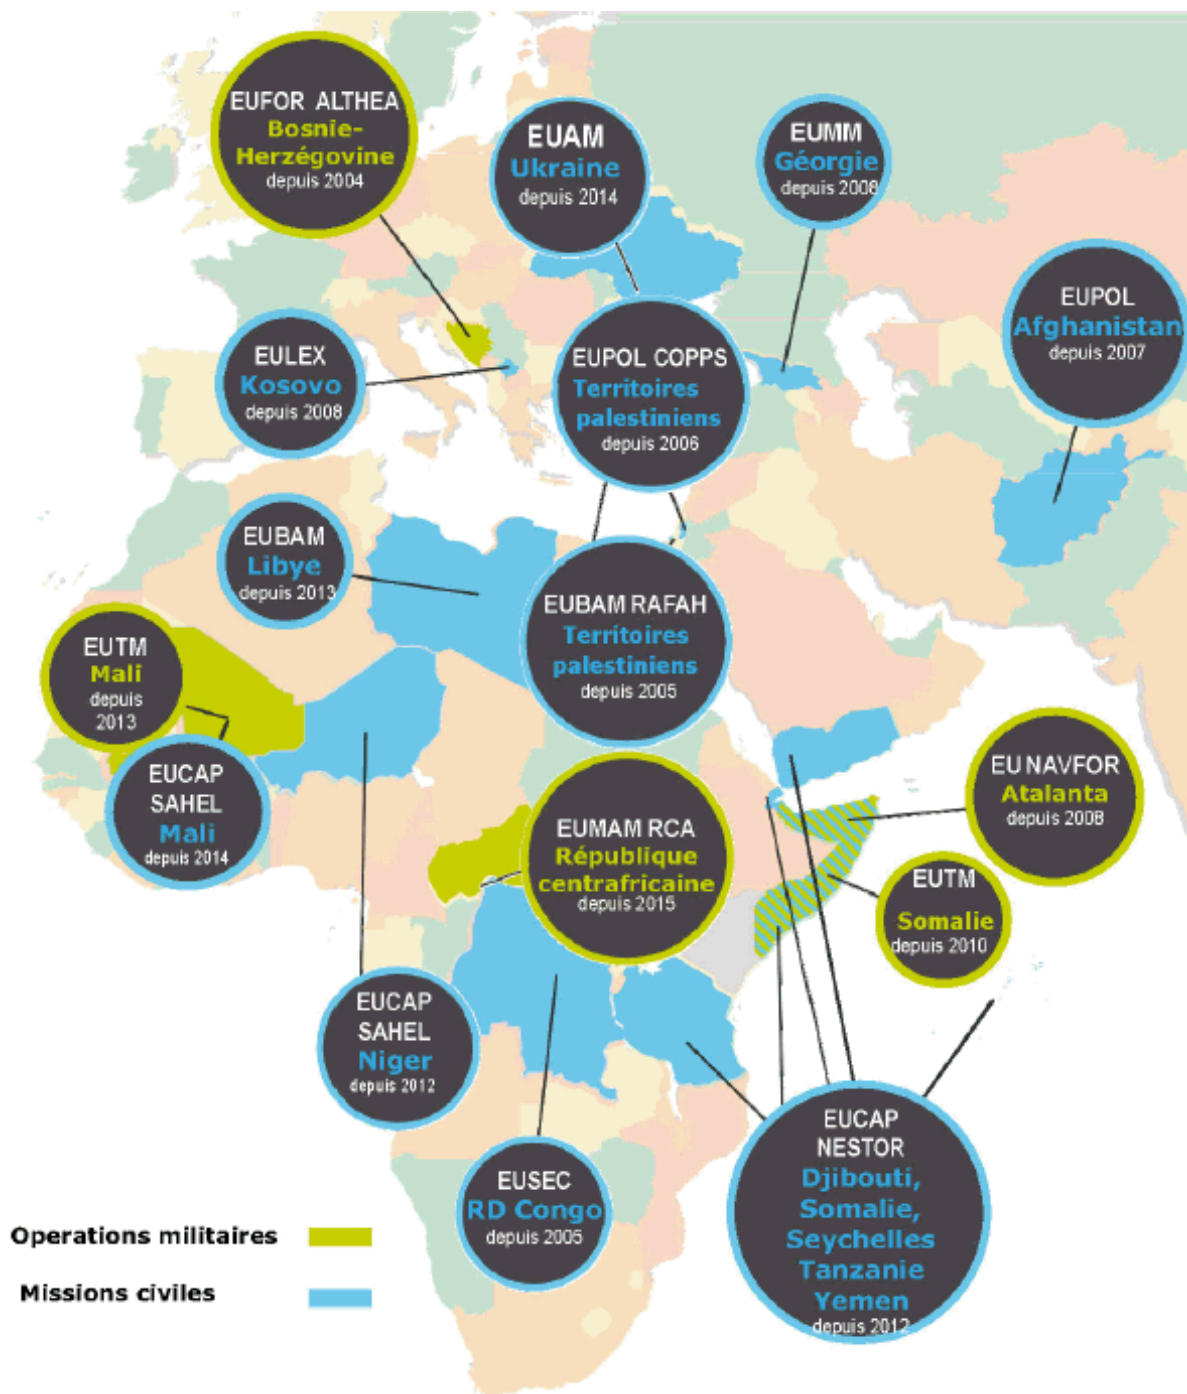 EUFOR ALTHEA
Bosnie-
Herzégovine
depuis 2004
EUAM
Ukraine
depuis 2014
EUMM
Géorgie
depuis 2008
EUPOL
Afghanistan
depuis 2007
EULEX
Kosovo
depuis 2008
EUPOL COPPS
Territoires
palestiniens
depuis 2006
EUBAM
Libye
depuis 2013
EUBAM RAFAH
Territoires
palestiniens
depuis 2005
EUTM
Mali
depuis
2013
EUCAP
SAHEL
Mali
depuis 2014
EUMAM RCA
République
centrafricaine
depuis 2015
EU NAVFOR
Atalanta
depuis 2008
EUTM
Somalie
depuis 2010
EUCAP
SAHEL
Niger
depuis 2012
EUSEC
RD Congo
depuis 2005
EUCAP
NESTOR
Djibouti,
Somalie,
Seychelles
Tanzanie
Yemen
depuis 2012
Operations militaires
Missions civiles